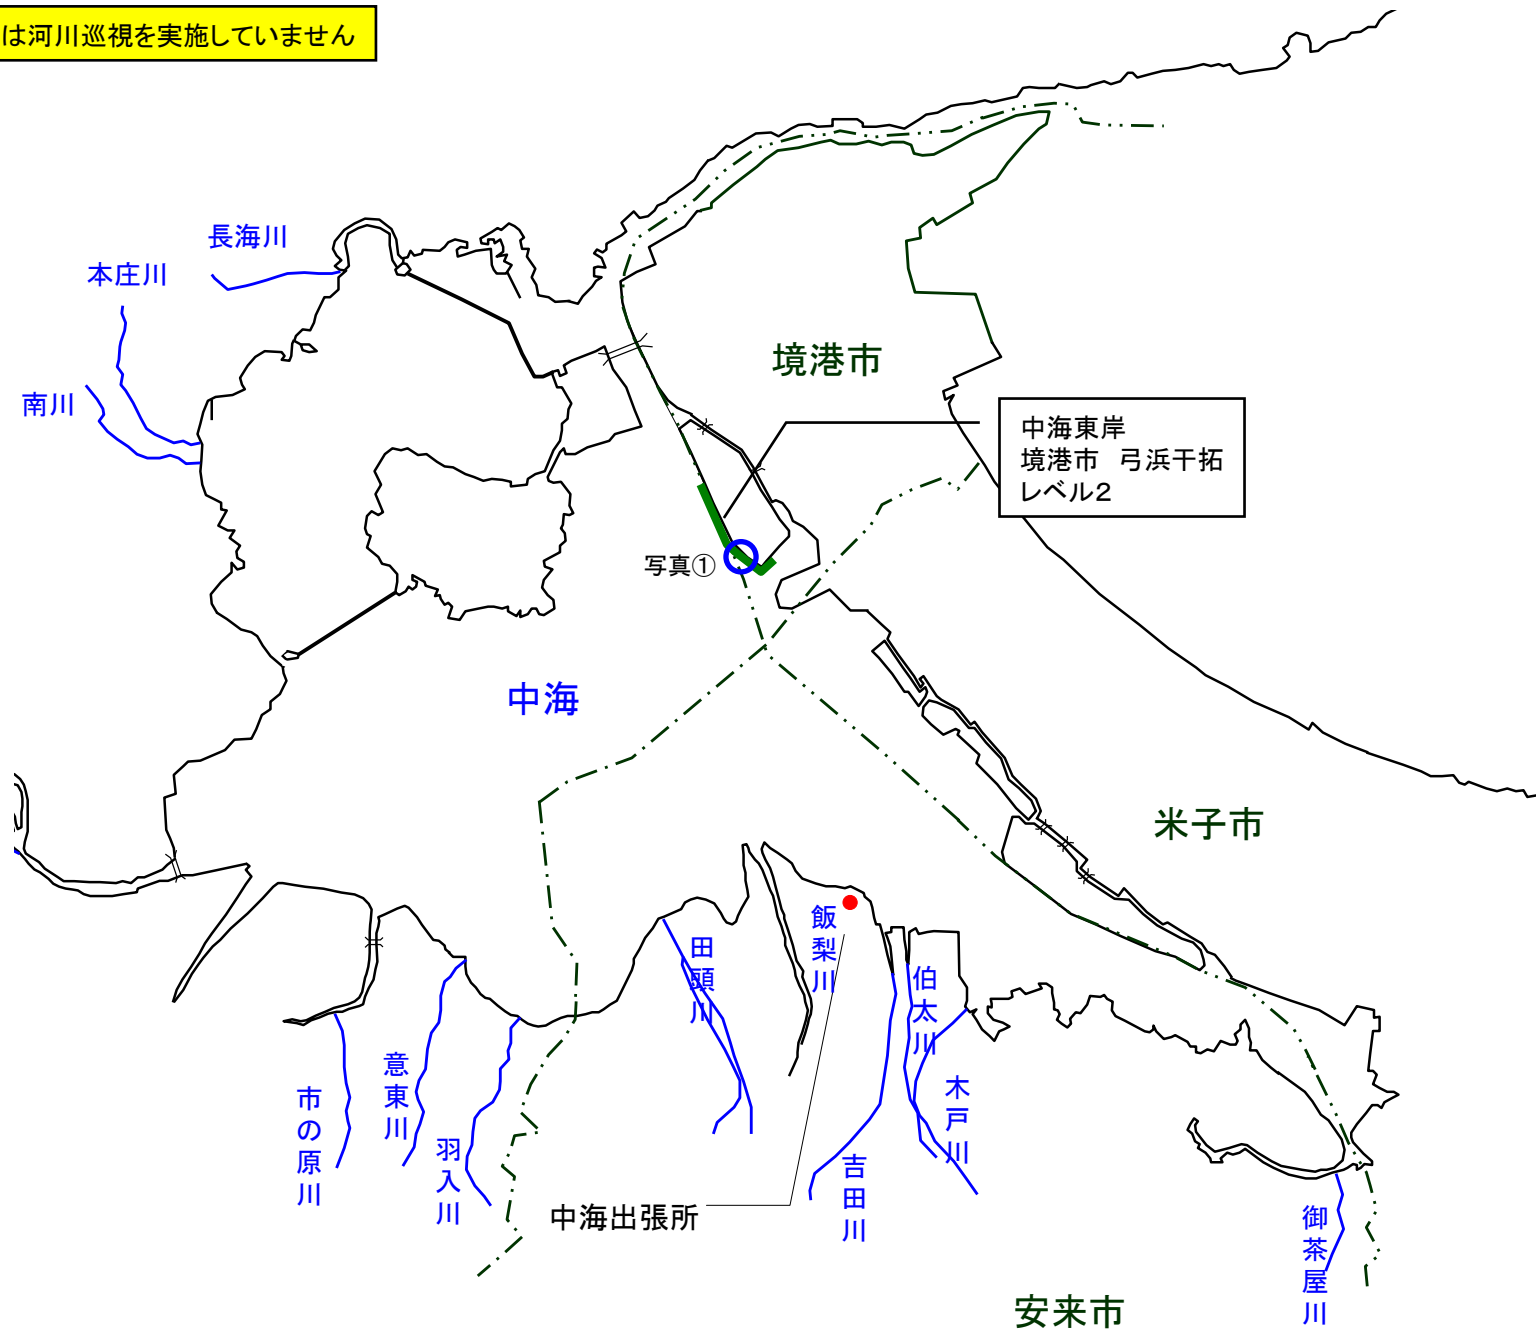 は河川巡視を実施していません
長海川
本庄川
境港市
南川
中海東岸
境港市　弓浜干拓
レベル２
写真①
中海
米子市
飯梨川
田頭川
伯太川
意東川
木戸川
市の原川
羽入川
吉田川
中海出張所
御茶屋川
安来市